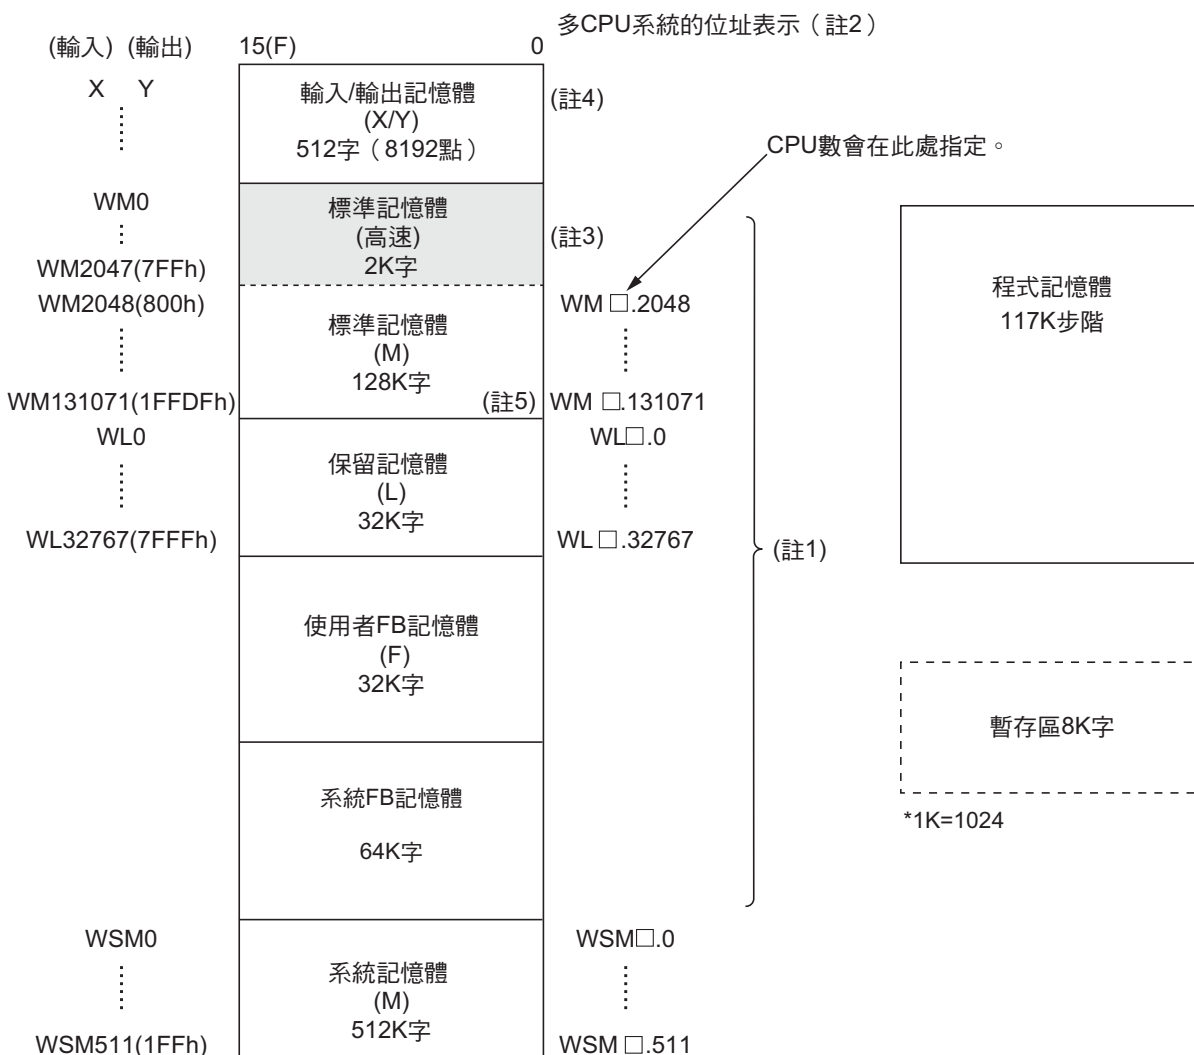 多CPU系統的位址表示（註2）
(輸入) (輸出) 15(F) 0
X Y
輸入/輸出記憶體
(X/Y)
512字（8192點）
(註4)
CPU數會在此處指定。
WM0
WM2047(7FFh)
標準記憶體
(高速)
2K字
(註3)
WM2048(800h)
WM131071(1FFDFh)
標準記憶體
(M)
128K字
(註5)
WM □.2048
WM □.131071
WL0
WL32767(7FFFh)
保留記憶體
(L)
32K字
WL□.0
WL □.32767
(註1)
使用者FB記憶體
(F)
32K字
系統FB記憶體
64K字
WSM0
WSM511(1FFh)
系統記憶體
(M)
512K字
WSM□.0
WSM □.511
程式記憶體
117K步階
暫存區8K字
*1K=1024